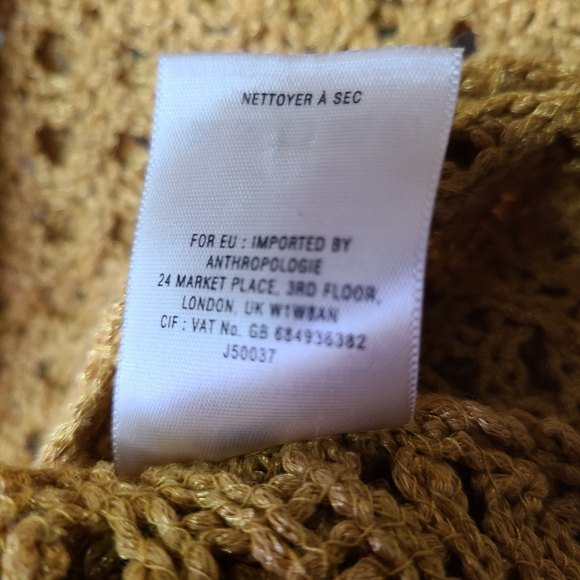 NETTOYER À SEC
FOR EU : IMPORTED BY
ANTHROPOLOGIE
24 MARKET PLACE, 3RD FLOOR,
LONDON, UK W1W8AN
CIF : VAT No. GB 684936382
J50037